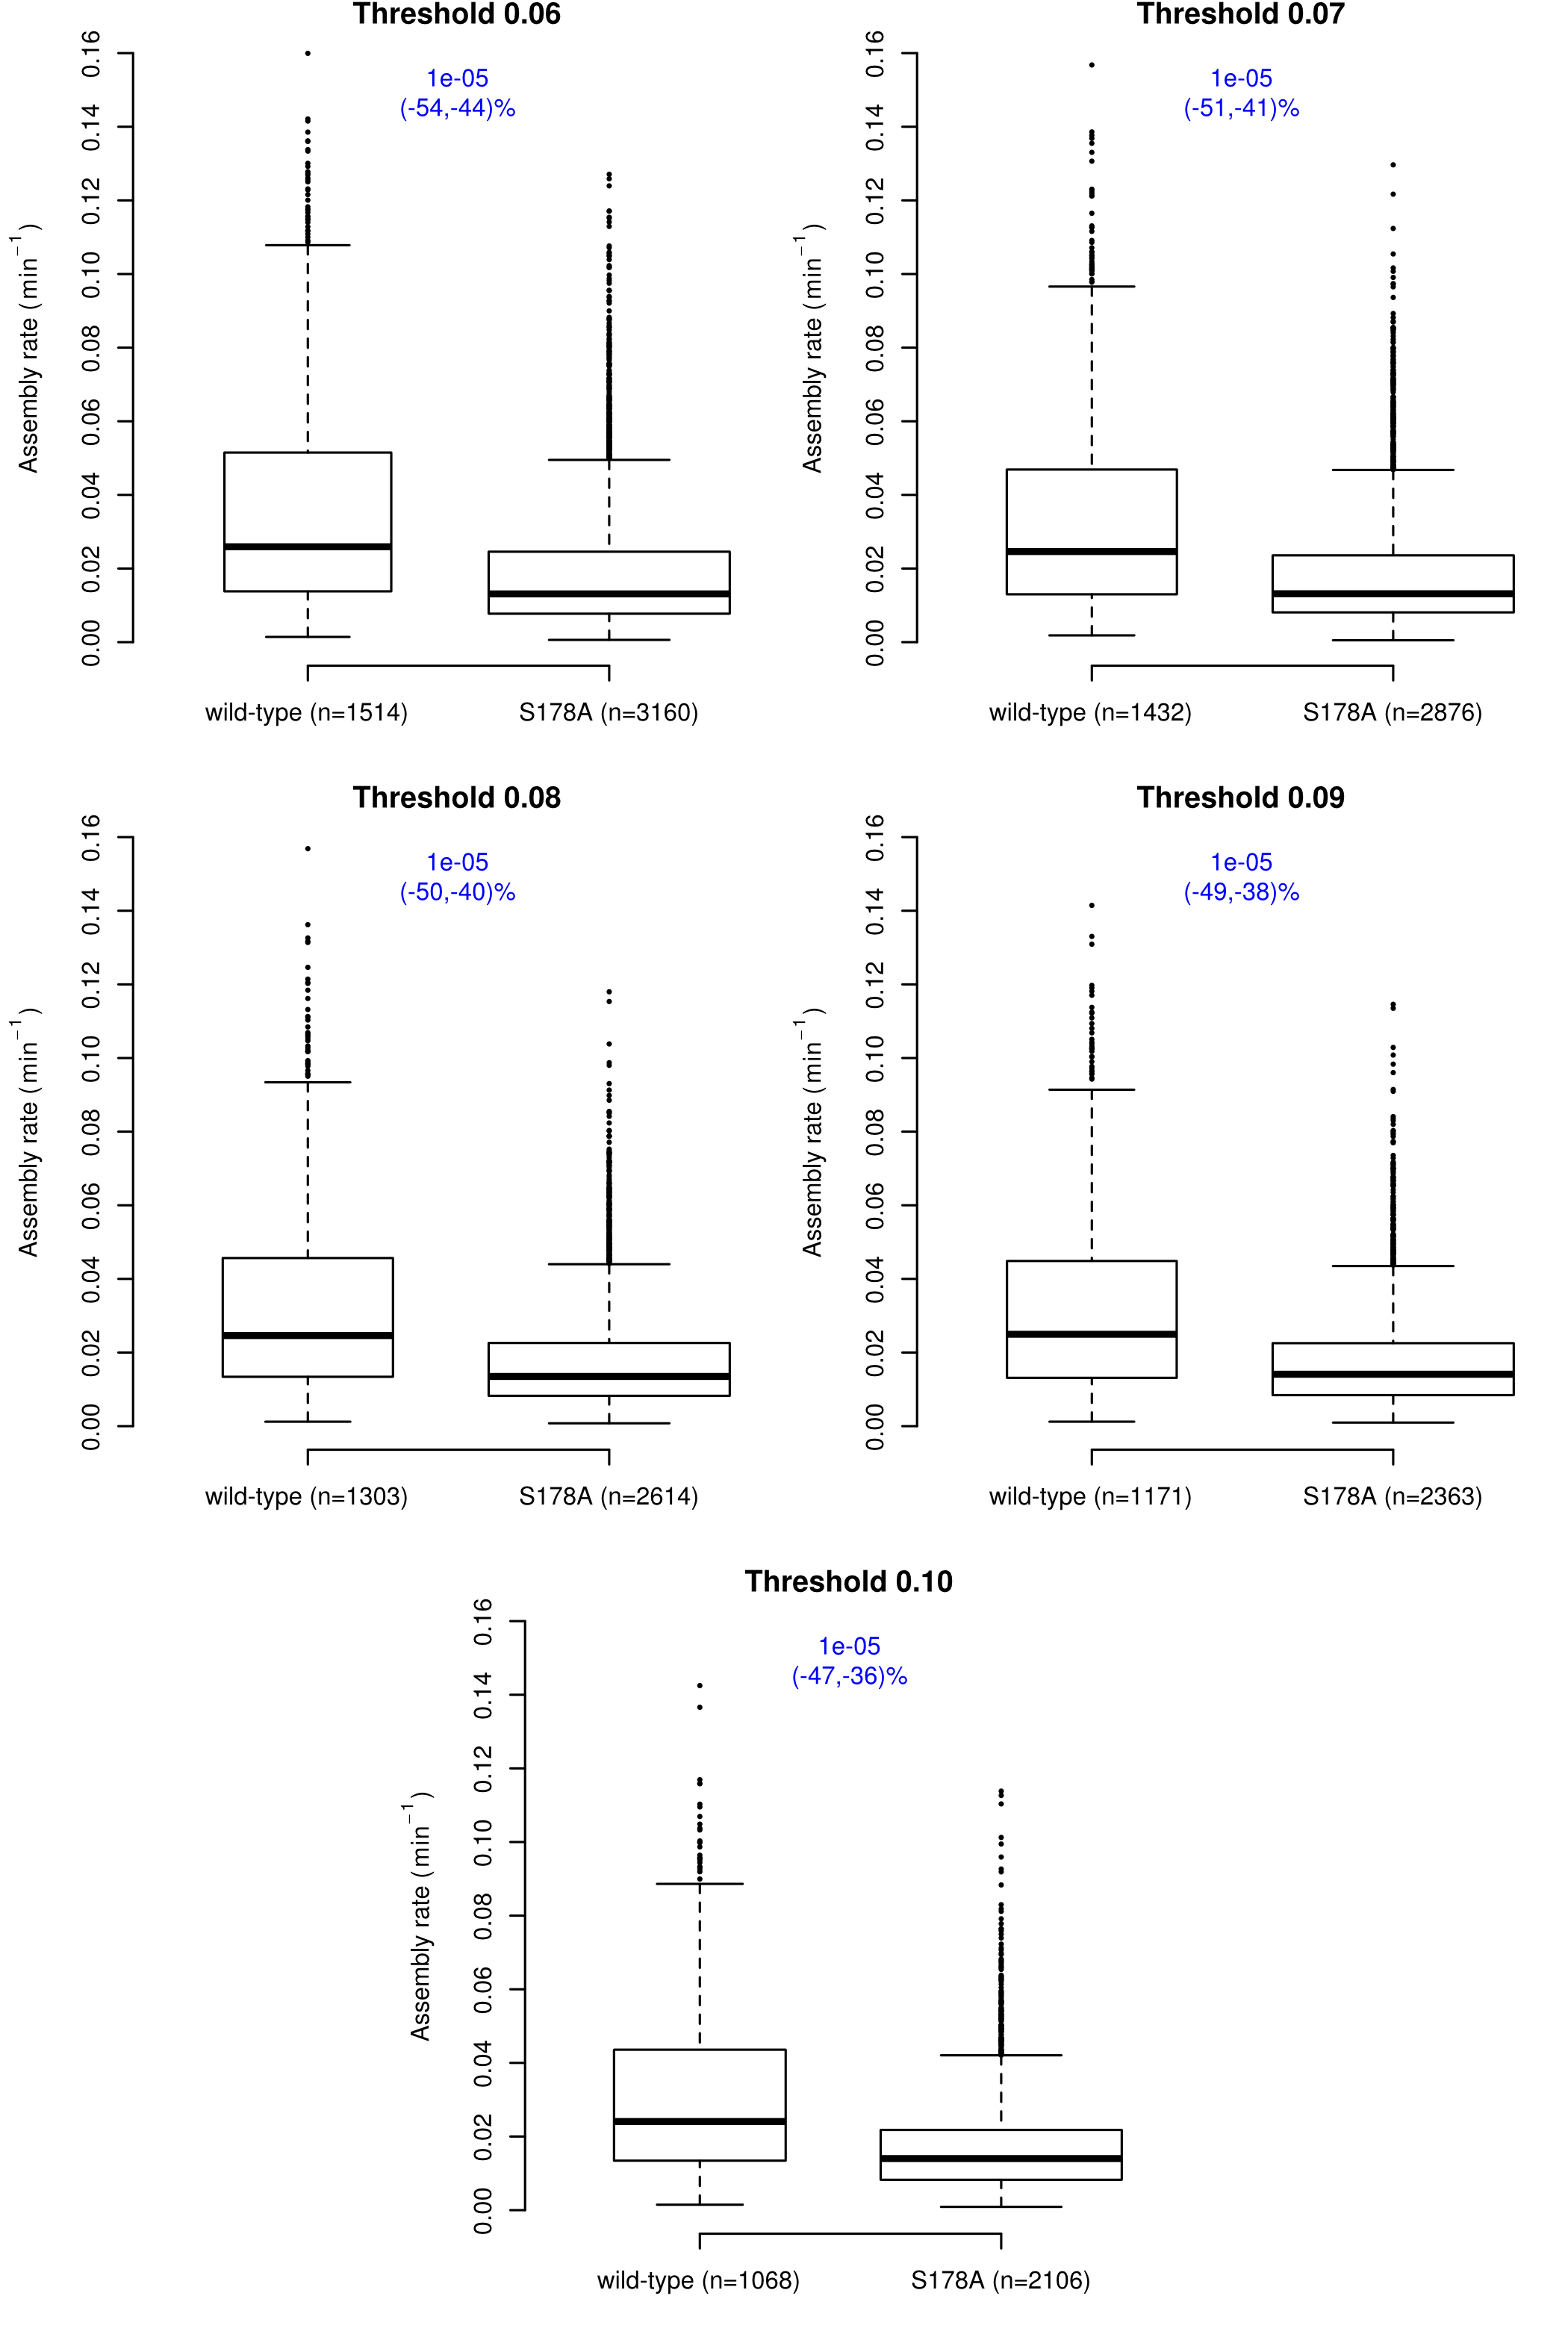 Threshold 0.06
1e-05
(-54,-44)%
Assembly rate (min⁻¹)
0.16
0.14
0.12
0.10
0.08
0.06
0.04
0.02
0.00
wild-type (n=1514)
S178A (n=3160)
Threshold 0.07
1e-05
(-51,-41)%
Assembly rate (min⁻¹)
0.16
0.14
0.12
0.10
0.08
0.06
0.04
0.02
0.00
wild-type (n=1432)
S178A (n=2876)
Threshold 0.08
1e-05
(-50,-40)%
Assembly rate (min⁻¹)
0.16
0.14
0.12
0.10
0.08
0.06
0.04
0.02
0.00
wild-type (n=1303)
S178A (n=2614)
Threshold 0.09
1e-05
(-49,-38)%
Assembly rate (min⁻¹)
0.16
0.14
0.12
0.10
0.08
0.06
0.04
0.02
0.00
wild-type (n=1171)
S178A (n=2363)
Threshold 0.10
1e-05
(-47,-36)%
Assembly rate (min⁻¹)
0.16
0.14
0.12
0.10
0.08
0.06
0.04
0.02
0.00
wild-type (n=1068)
S178A (n=2106)